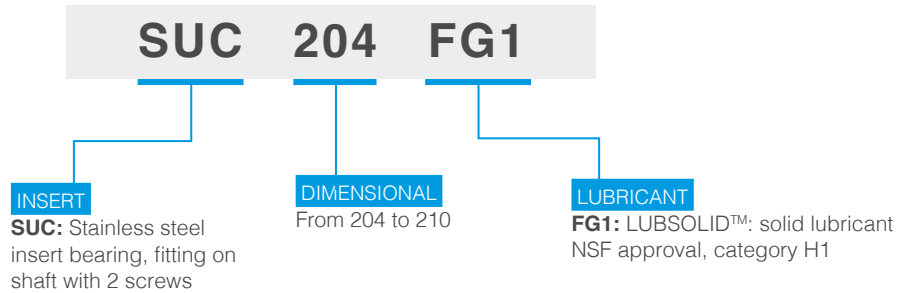 SUC 204 FG1
INSERT
SUC: Stainless steel
insert bearing, fitting on
shaft with 2 screws
DIMENSIONAL
From 204 to 210
LUBRICANT
FG1: LUBSOLID™: solid lubricant
NSF approval, category H1